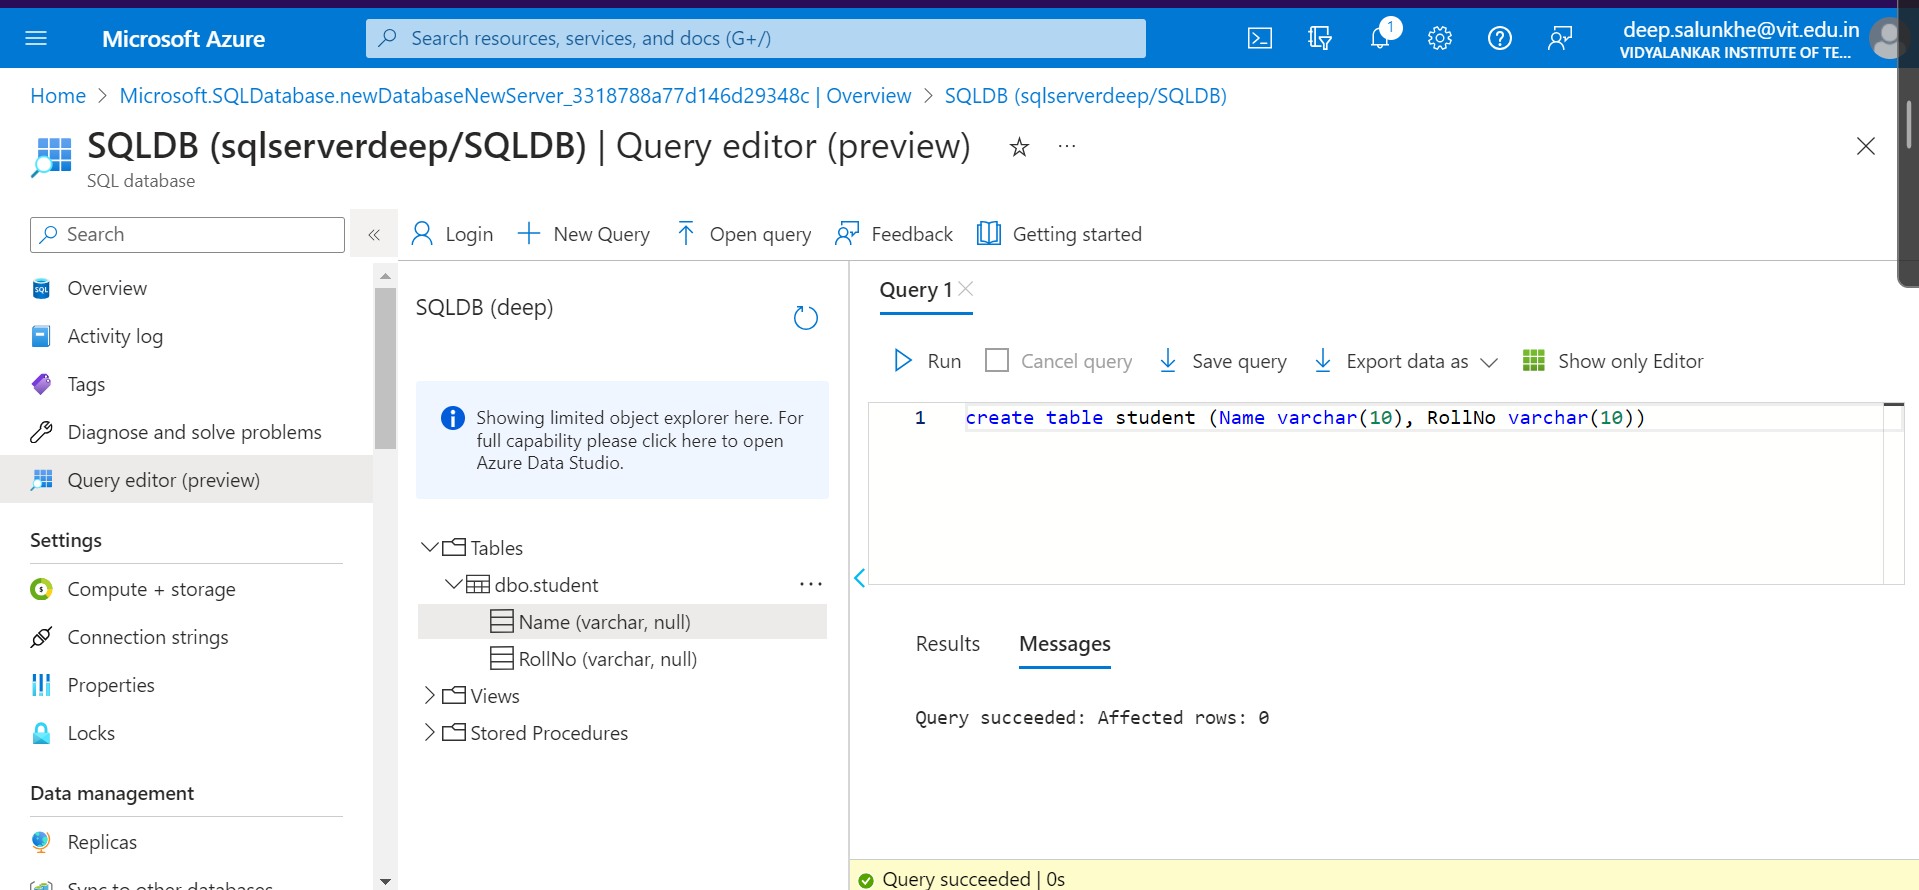 Microsoft Azure
Search resources, services, and docs (G+/)
1
deep.salunkhe@vit.edu.in
VIDYALANKAR INSTITUTE OF TE...
Home > Microsoft.SQLDatabase.newDatabaseNewServer_3318788a77d146d29348c | Overview > SQLDB (sqlserverdeep/SQLDB)
SQLDB (sqlserverdeep/SQLDB) | Query editor (preview)
SQL database
Search
Login
New Query
Open query
Feedback
Getting started
SQL
Overview
Activity log
Tags
Diagnose and solve problems
Query editor (preview)
Settings
Compute + storage
Connection strings
Properties
Locks
Data management
Replicas
Sync to other databases
SQLDB (deep)
Showing limited object explorer here. For
full capability please click here to open
Azure Data Studio.
Tables
dbo.student
Name (varchar, null)
RollNo (varchar, null)
Views
Stored Procedures
Query 1
Run
Cancel query
Save query
Export data as
Show only Editor
1 create table student (Name varchar(10), RollNo varchar(10))
Results
Messages
Query succeeded: Affected rows: 0
Query succeeded | 0s